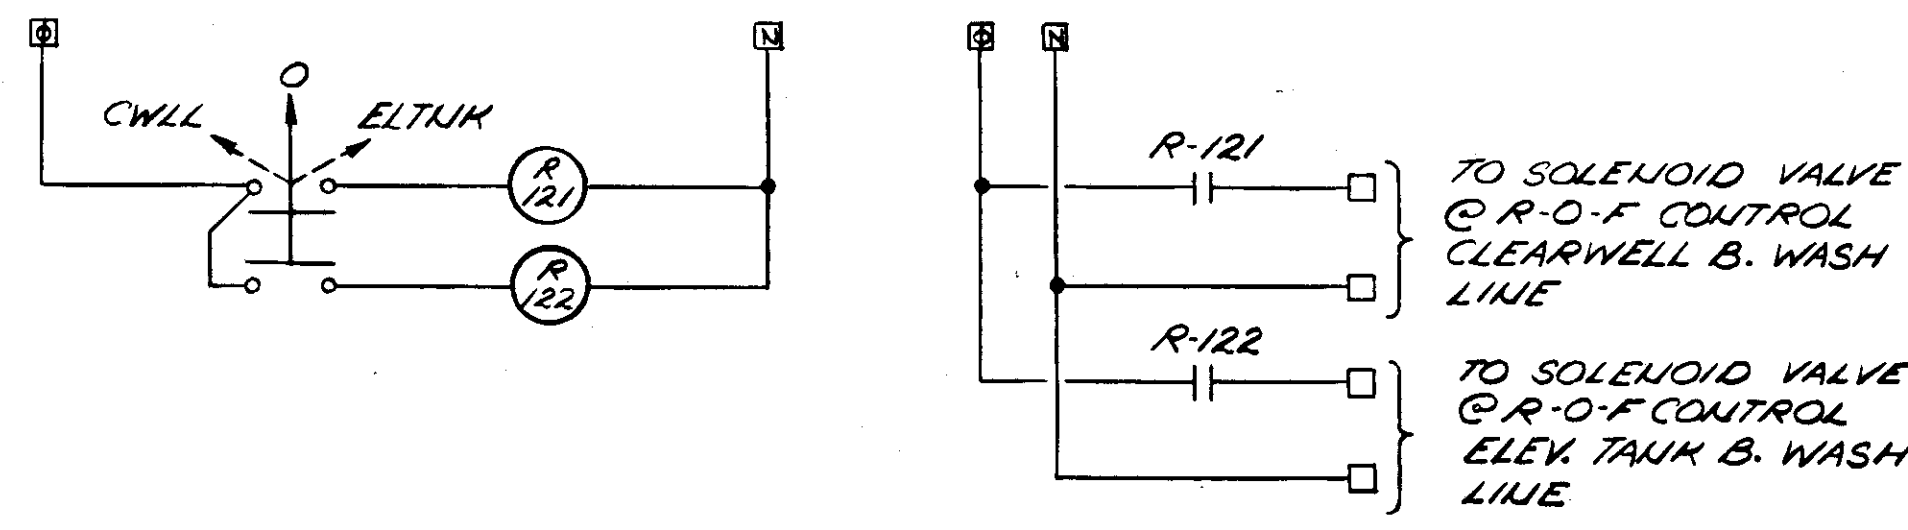 Φ
N
Φ
N
O
CWLL
ELTNK
R
121
R
122
R-121
TO SOLENOID VALVE
@ R-O-F CONTROL
CLEARWELL B. WASH
LINE
R-122
TO SOLENOID VALVE
@ R-O-F CONTROL
ELEV. TANK B. WASH
LINE